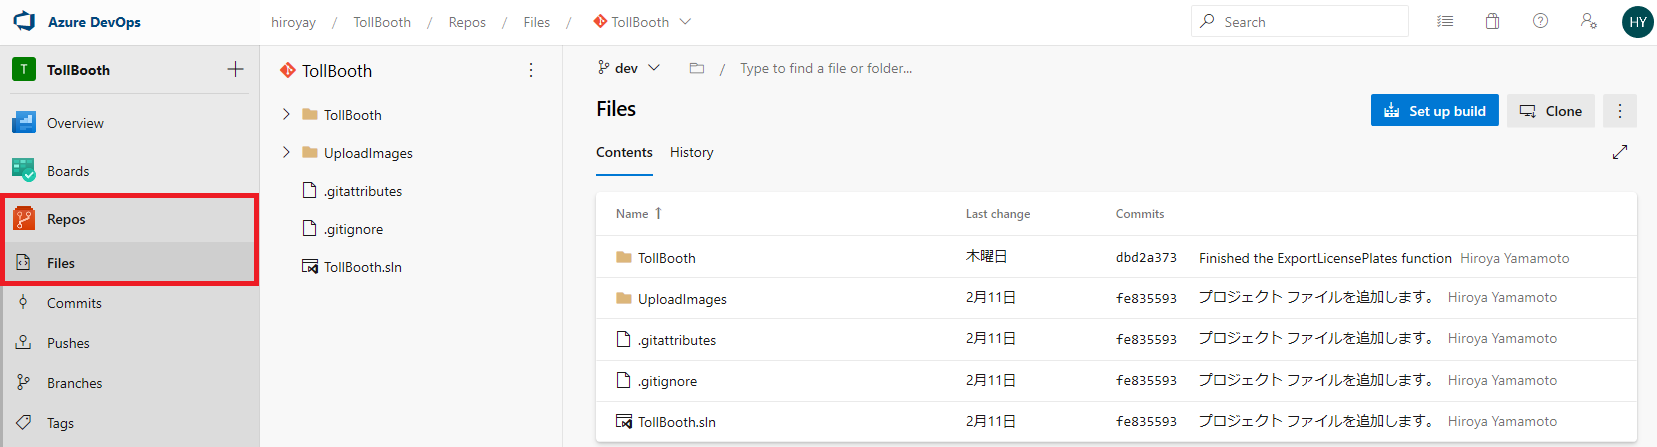 Azure DevOps
hiroyay / TollBooth / Repos / Files / TollBooth
Search
HY
T TollBooth
Overview
Boards
Repos
Files
Commits
Pushes
Branches
Tags
TollBooth
TollBooth
UploadImages
.gitattributes
.gitignore
TollBooth.sln
dev / Type to find a file or folder...
Files
Set up build
Clone
Contents History
Name Last change Commits
TollBooth 木曜日 dbd2a373 Finished the ExportLicensePlates function Hiroya Yamamoto
UploadImages 2月11日 fe835593 プロジェクト ファイルを追加します。 Hiroya Yamamoto
.gitattributes 2月11日 fe835593 プロジェクト ファイルを追加します。 Hiroya Yamamoto
.gitignore 2月11日 fe835593 プロジェクト ファイルを追加します。 Hiroya Yamamoto
TollBooth.sln 2月11日 fe835593 プロジェクト ファイルを追加します。 Hiroya Yamamoto